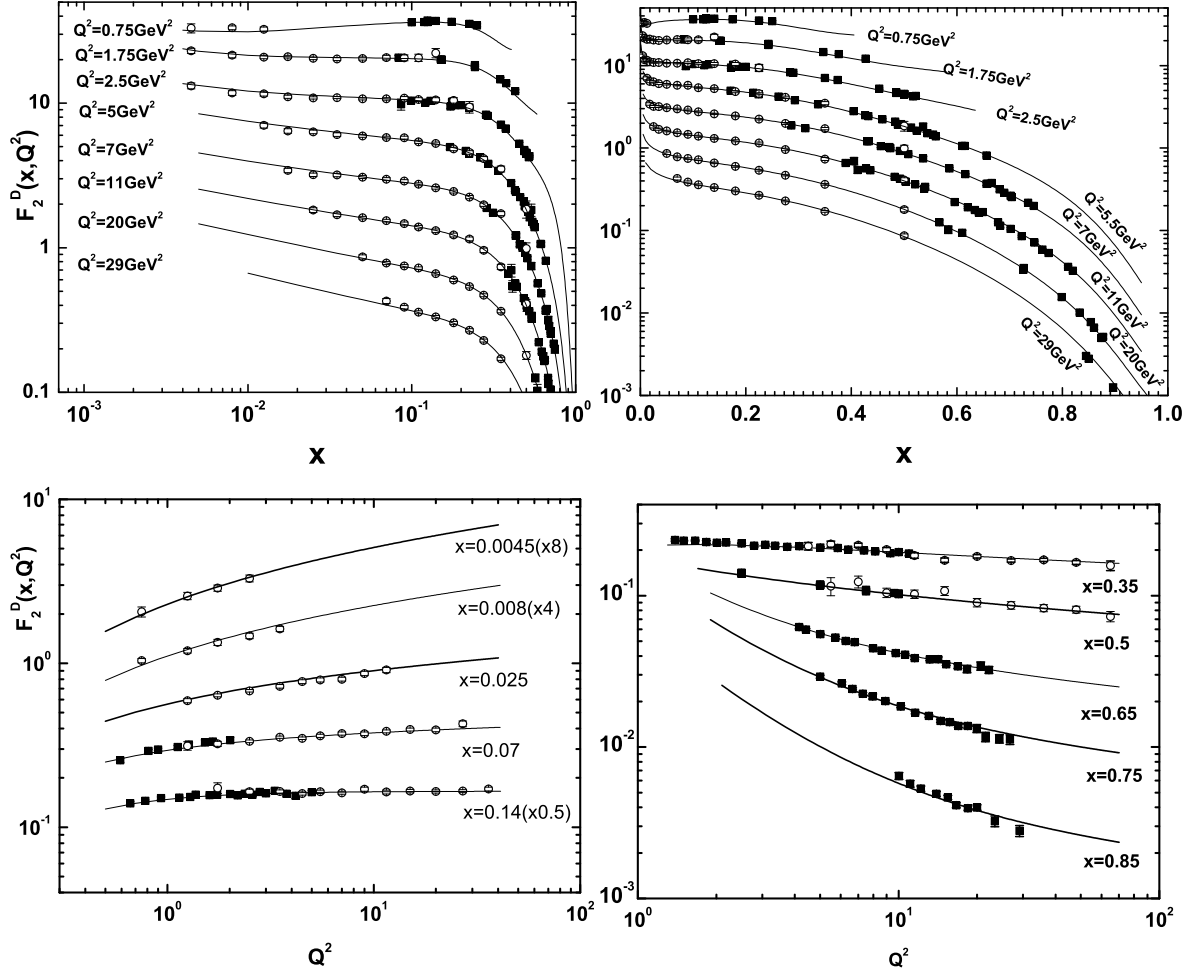 Q²=0.75GeV²
Q²=1.75GeV²
Q²=2.5GeV²
Q²=5GeV²
Q²=7GeV²
Q²=11GeV²
Q²=20GeV²
Q²=29GeV²
F₂ᴰ(x,Q²)
10
1
0.1
10⁻³ 10⁻² 10⁻¹ 10⁰
x
10¹
10⁰
10⁻¹
10⁻²
10⁻³
Q²=0.75GeV²
Q²=1.75GeV²
Q²=2.5GeV²
Q²=5.5GeV²
Q²=7GeV²
Q²=11GeV²
Q²=20GeV²
Q²=29GeV²
0.0 0.2 0.4 0.6 0.8 1.0
x
F₂ᴰ(x,Q²)
10¹
10⁰
10⁻¹
x=0.0045(x8)
x=0.008(x4)
x=0.025
x=0.07
x=0.14(x0.5)
10⁰ 10¹ 10²
Q²
10⁻¹
10⁻²
10⁻³
x=0.35
x=0.5
x=0.65
x=0.75
x=0.85
10⁰ 10¹ 10²
Q²